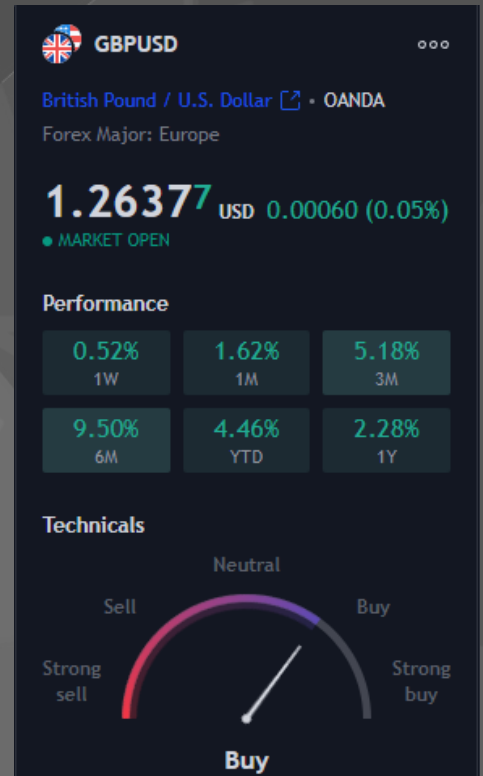 GBPUSD
British Pound / U.S. Dollar • OANDA
Forex Major: Europe
1.26377 USD 0.00060 (0.05%)
• MARKET OPEN
Performance
0.52% 1.62% 5.18%
1W 1M 3M
9.50% 4.46% 2.28%
6M YTD 1Y
Technicals
Neutral
Sell Buy
Strong sell Strong buy
Buy